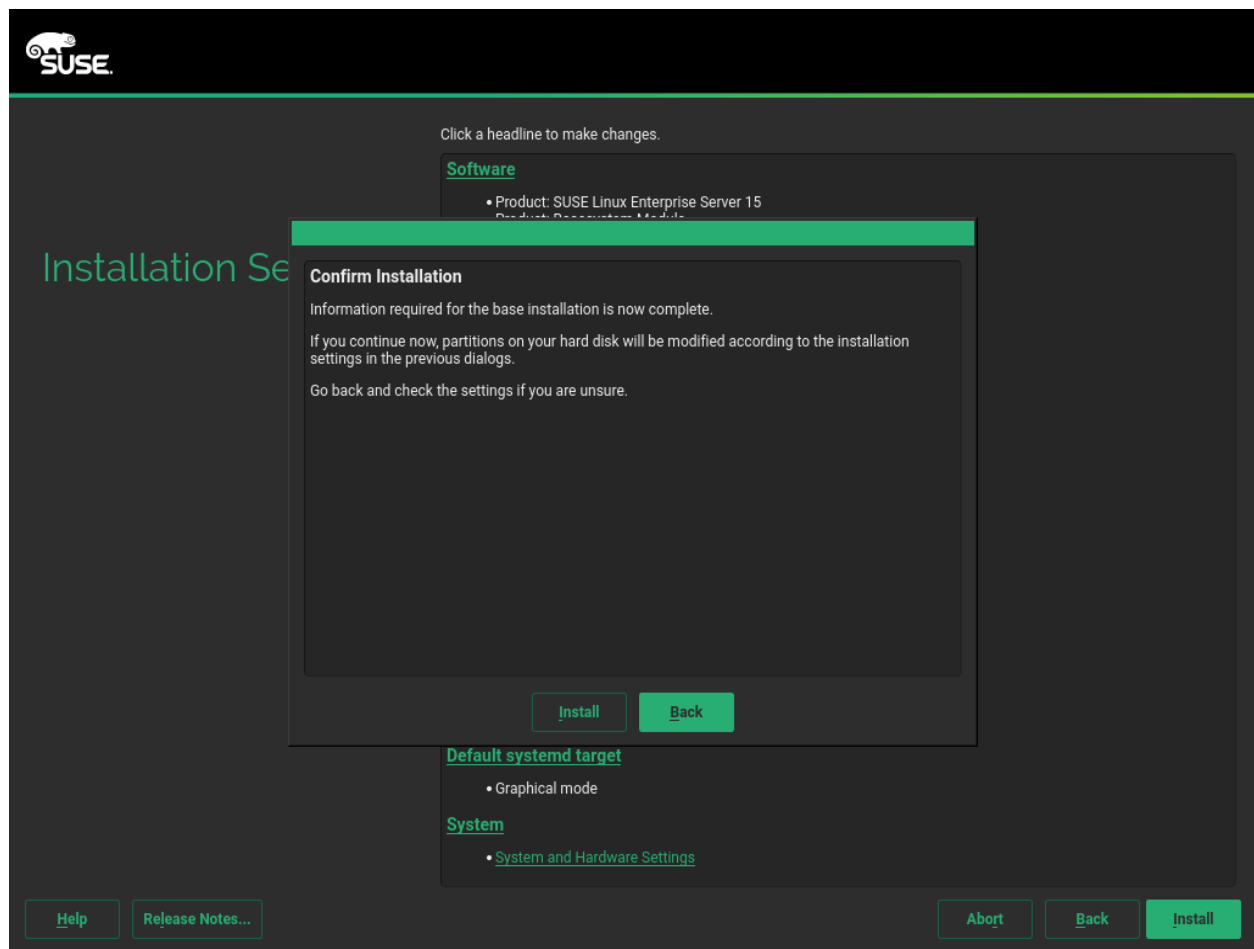 SUSE.
Click a headline to make changes.
Software
• Product: SUSE Linux Enterprise Server 15
Installation Se
Confirm Installation
Information required for the base installation is now complete.
If you continue now, partitions on your hard disk will be modified according to the installation
settings in the previous dialogs.
Go back and check the settings if you are unsure.
Install
Back
Default systemd target
• Graphical mode
System
• System and Hardware Settings
Help
Release Notes...
Abort
Back
Install